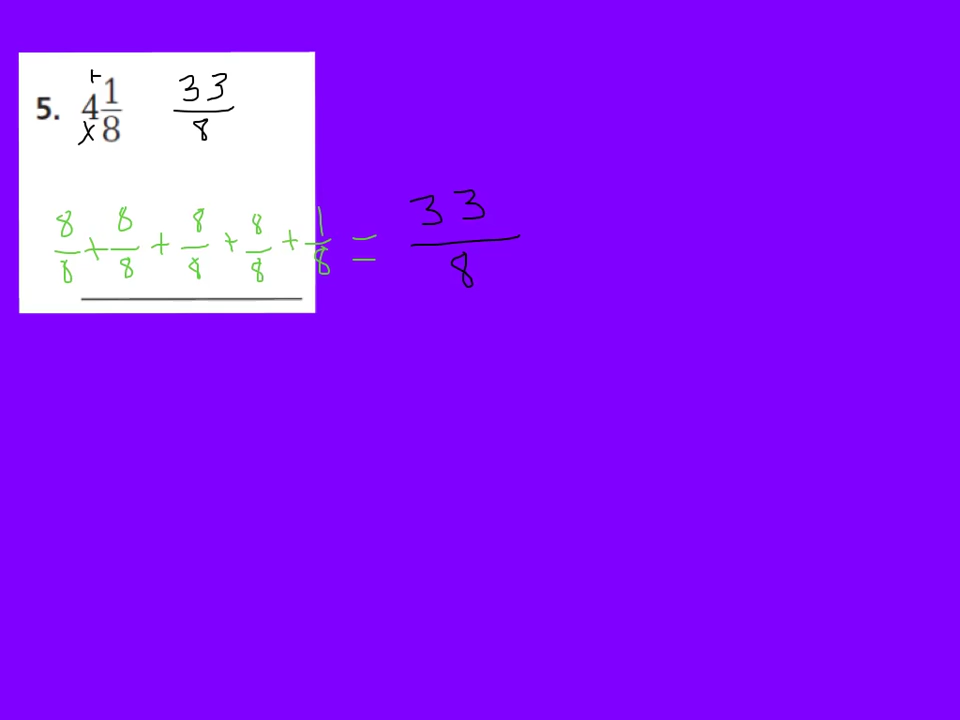 5. 4 1/8 + x 33/8
8/8 + 8/8 + 8/8 + 8/8 + 1/8 = 33/8